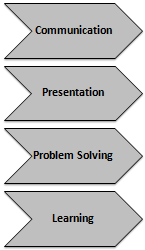 Communication
Presentation
Problem Solving
Learning